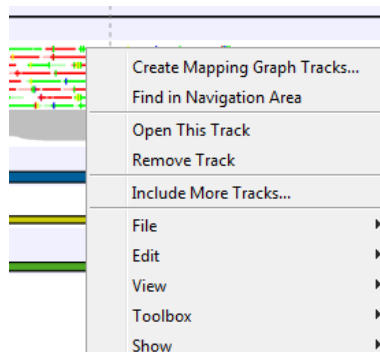 Create Mapping Graph Tracks...
Find in Navigation Area
Open This Track
Remove Track
Include More Tracks...
File
Edit
View
Toolbox
Show